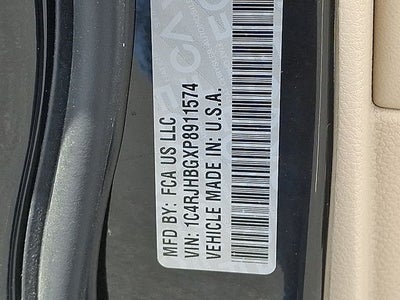 MFD BY: FCA US LLC
VIN: 1C4RJHBGXP8911574
VEHICLE MADE IN: U.S.A.